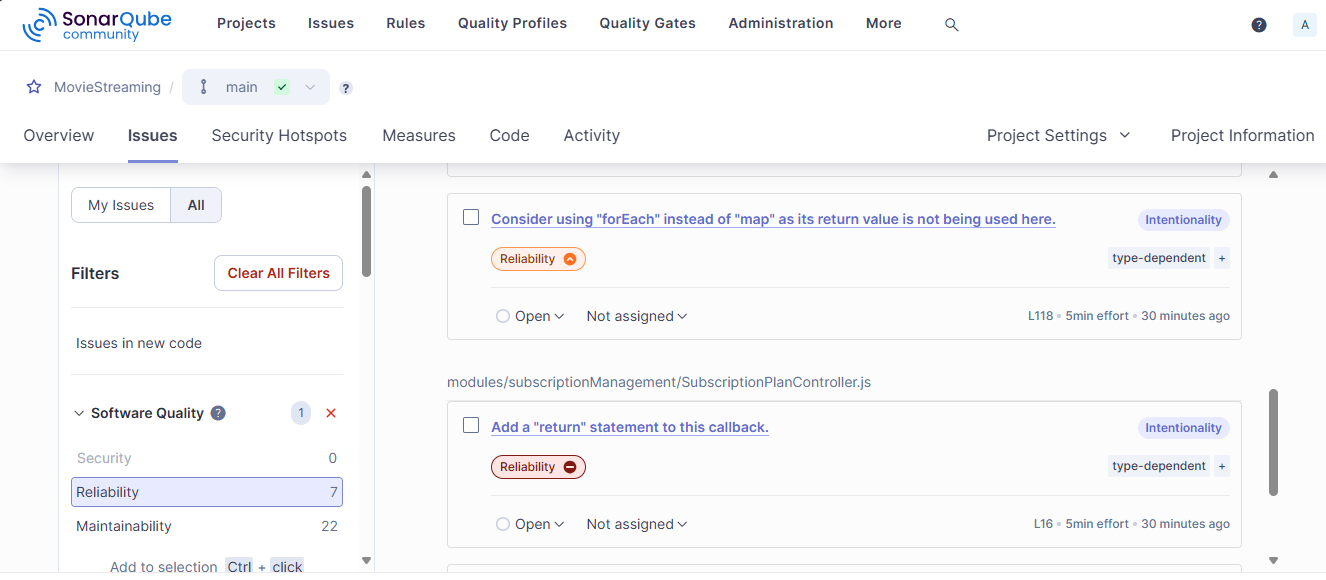 SonarQube community Projects Issues Rules Quality Profiles Quality Gates Administration More ? A
MovieStreaming / main ?
Overview Issues Security Hotspots Measures Code Activity Project Settings Project Information
My Issues All
Filters Clear All Filters
Issues in new code
Software Quality ? 1
Security 0
Reliability 7
Maintainability 22
Add to selection Ctrl + click
Consider using "forEach" instead of "map" as its return value is not being used here. Intentionality
Reliability type-dependent +
Open Not assigned L118 • 5min effort • 30 minutes ago
modules/subscriptionManagement/SubscriptionPlanController.js
Add a "return" statement to this callback. Intentionality
Reliability type-dependent +
Open Not assigned L16 • 5min effort • 30 minutes ago